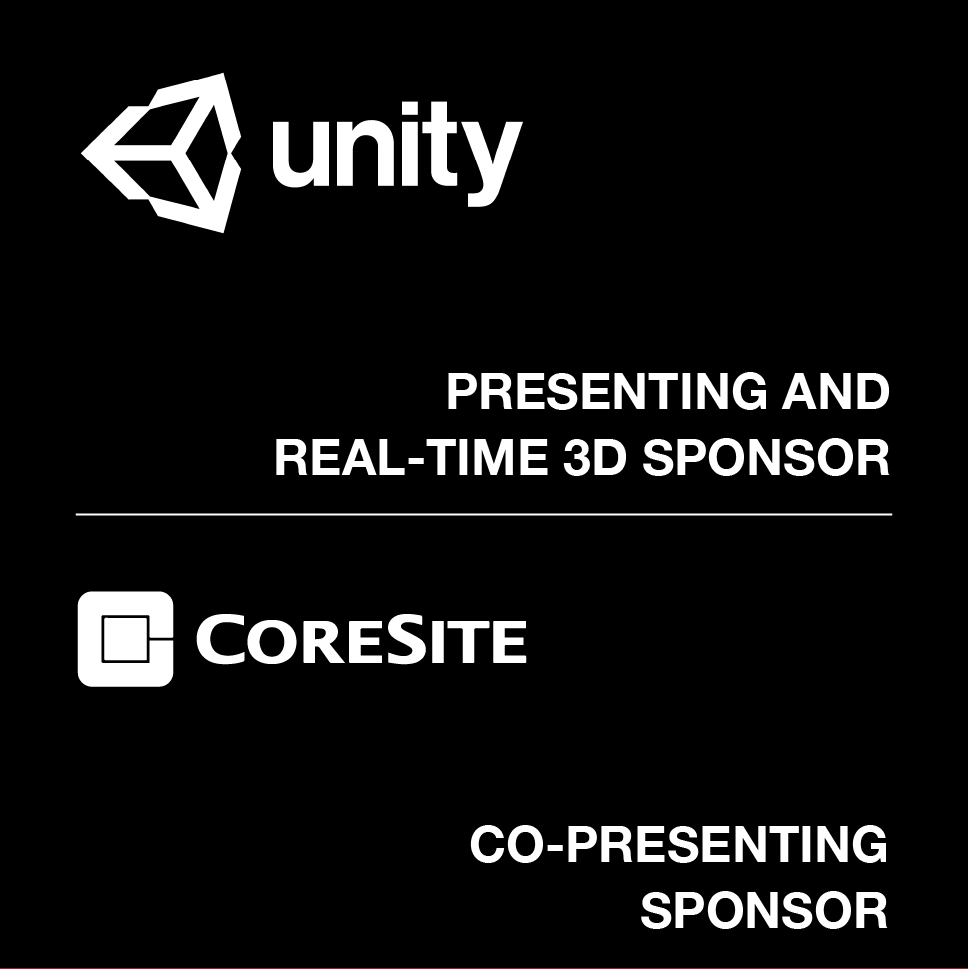 unity
PRESENTING AND
REAL-TIME 3D SPONSOR
CORESITE
CO-PRESENTING
SPONSOR